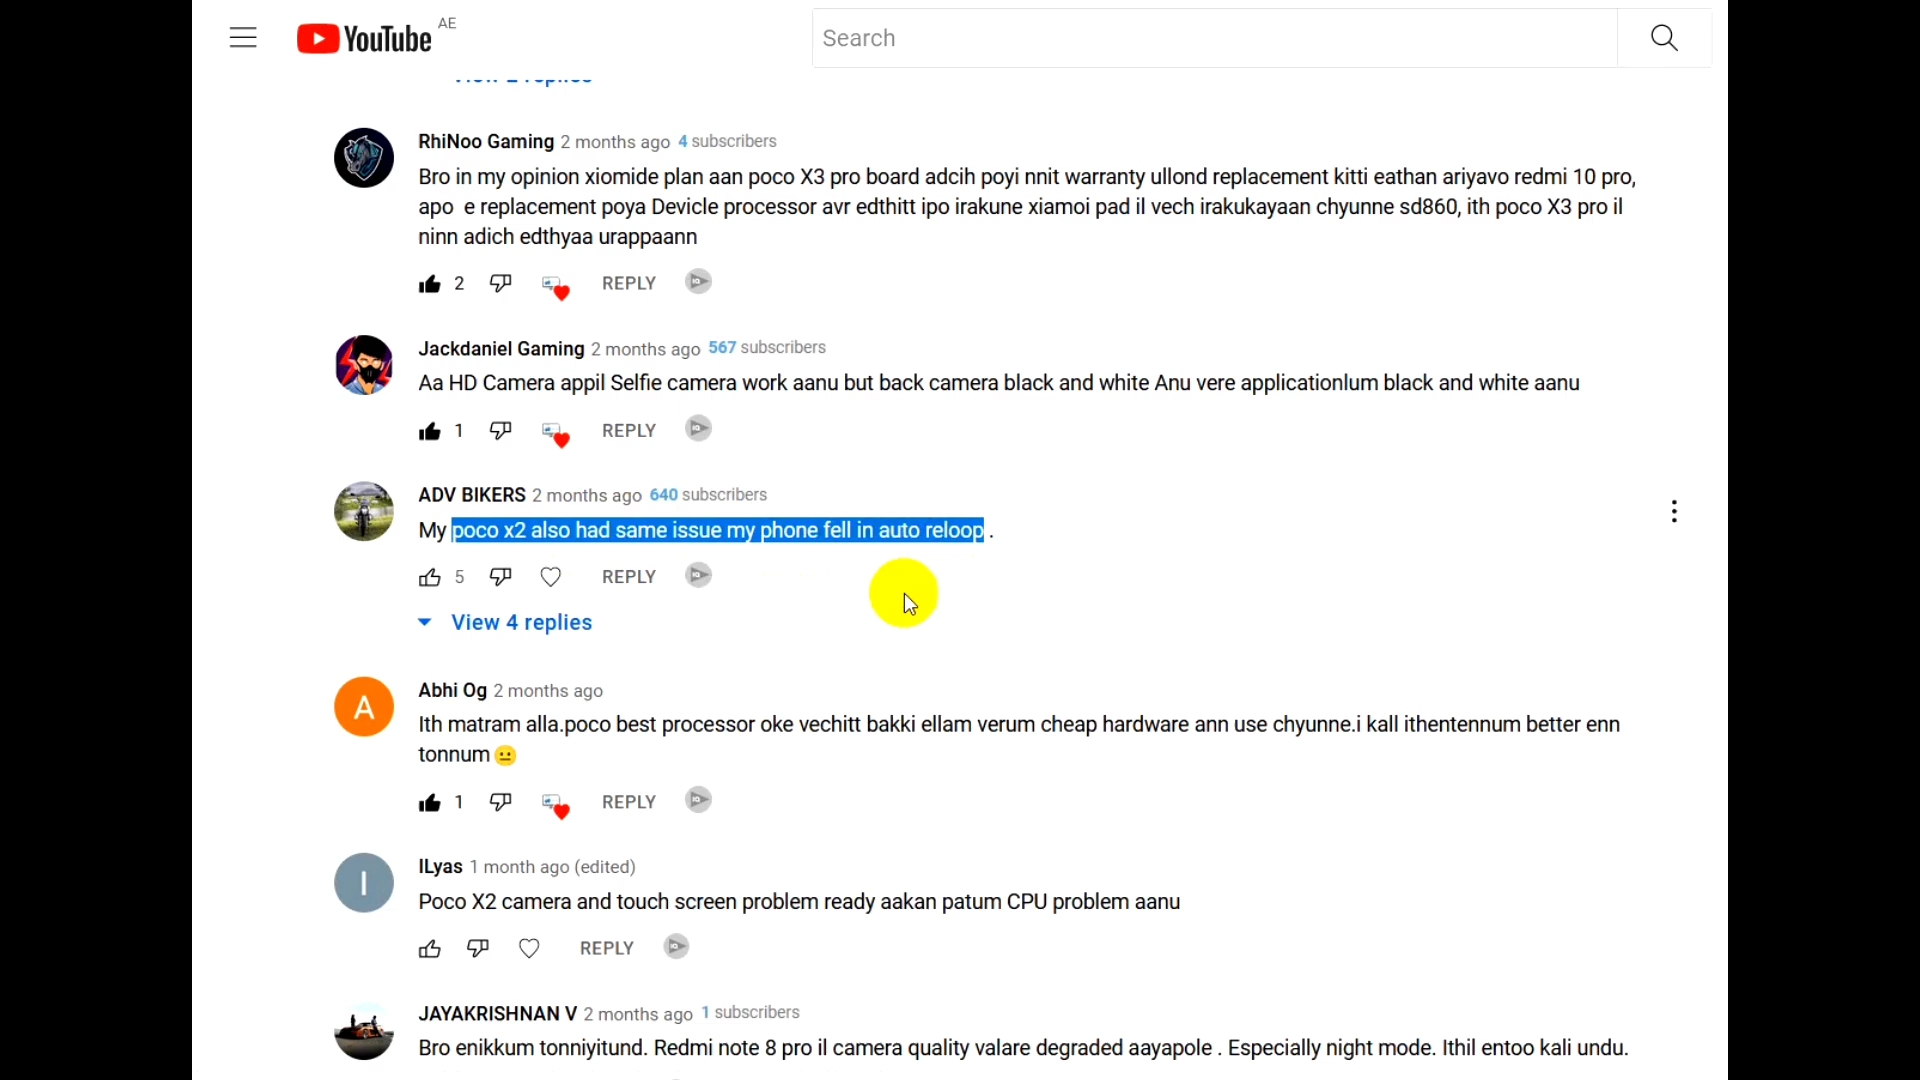 YouTube AE
Search
View 2 replies
RhiNoo Gaming 2 months ago 4 subscribers
Bro in my opinion xiomide plan aan poco X3 pro board adcih poyi nnit warranty ullond replacement kitti eathan ariyavo redmi 10 pro,
apo e replacement poya Devicle processor avr edthitt ipo irakune xiamoi pad il vech irakukayaan chyunne sd860, ith poco X3 pro il
ninn adich edthyaa urappaann
2 REPLY
Jackdaniel Gaming 2 months ago 567 subscribers
Aa HD Camera appil Selfie camera work aanu but back camera black and white Anu vere applicationlum black and white aanu
1 REPLY
ADV BIKERS 2 months ago 640 subscribers
My poco x2 also had same issue my phone fell in auto reloop .
5 REPLY
View 4 replies
A
Abhi Og 2 months ago
Ith matram alla.poco best processor oke vechitt bakki ellam verum cheap hardware ann use chyunne.i kall ithentennum better enn
tonnum😐
1 REPLY
I
ILyas 1 month ago (edited)
Poco X2 camera and touch screen problem ready aakan patum CPU problem aanu
REPLY
JAYAKRISHNAN V 2 months ago 1 subscribers
Bro enikkum tonniyitund. Redmi note 8 pro il camera quality valare degraded aayapole . Especially night mode. Ithil entoo kali undu.